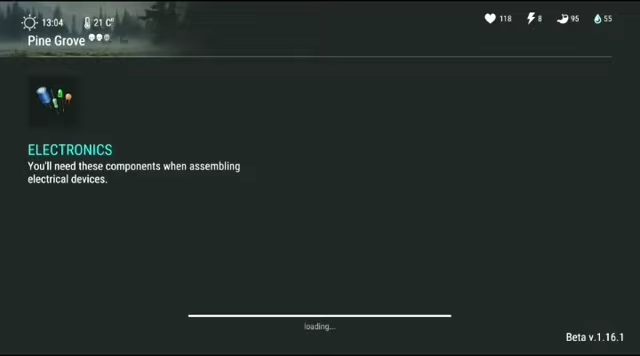 13:04 21 C°
118 8 95 55
Pine Grove
ELECTRONICS
You'll need these components when assembling
electrical devices.
loading...
Beta v.1.16.1